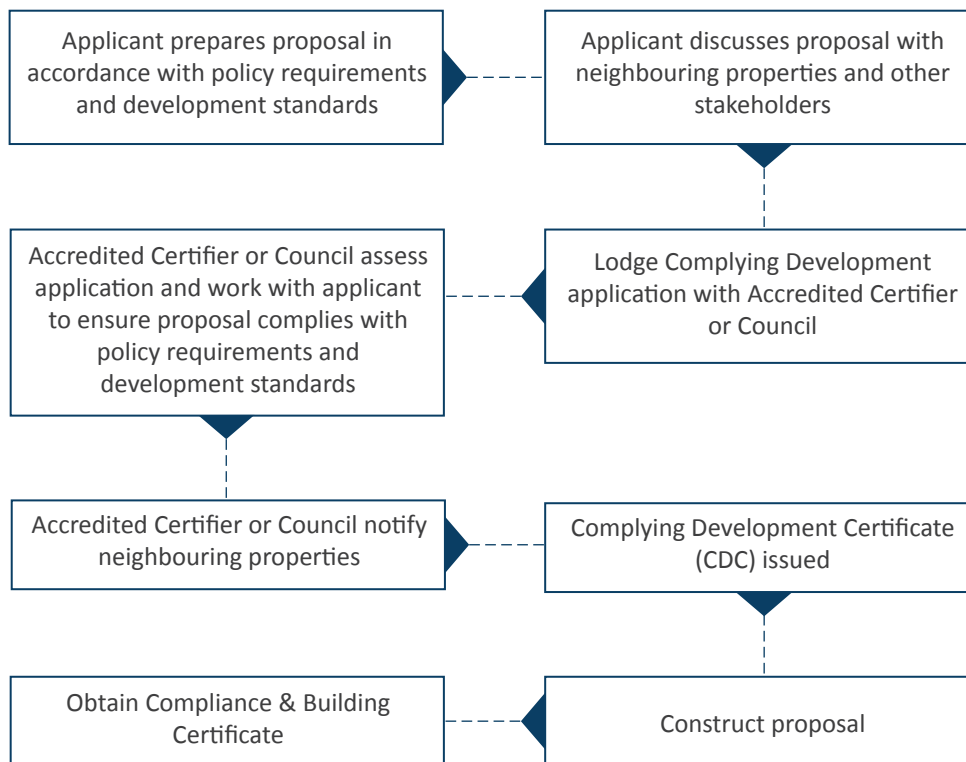 Applicant prepares proposal in
accordance with policy requirements
and development standards
Applicant discusses proposal with
neighbouring properties and other
stakeholders
Lodge Complying Development
application with Accredited Certifier
or Council
Accredited Certifier or Council assess
application and work with applicant
to ensure proposal complies with
policy requirements and
development standards
Accredited Certifier or Council notify
neighbouring properties
Complying Development Certificate
(CDC) issued
Construct proposal
Obtain Compliance & Building
Certificate